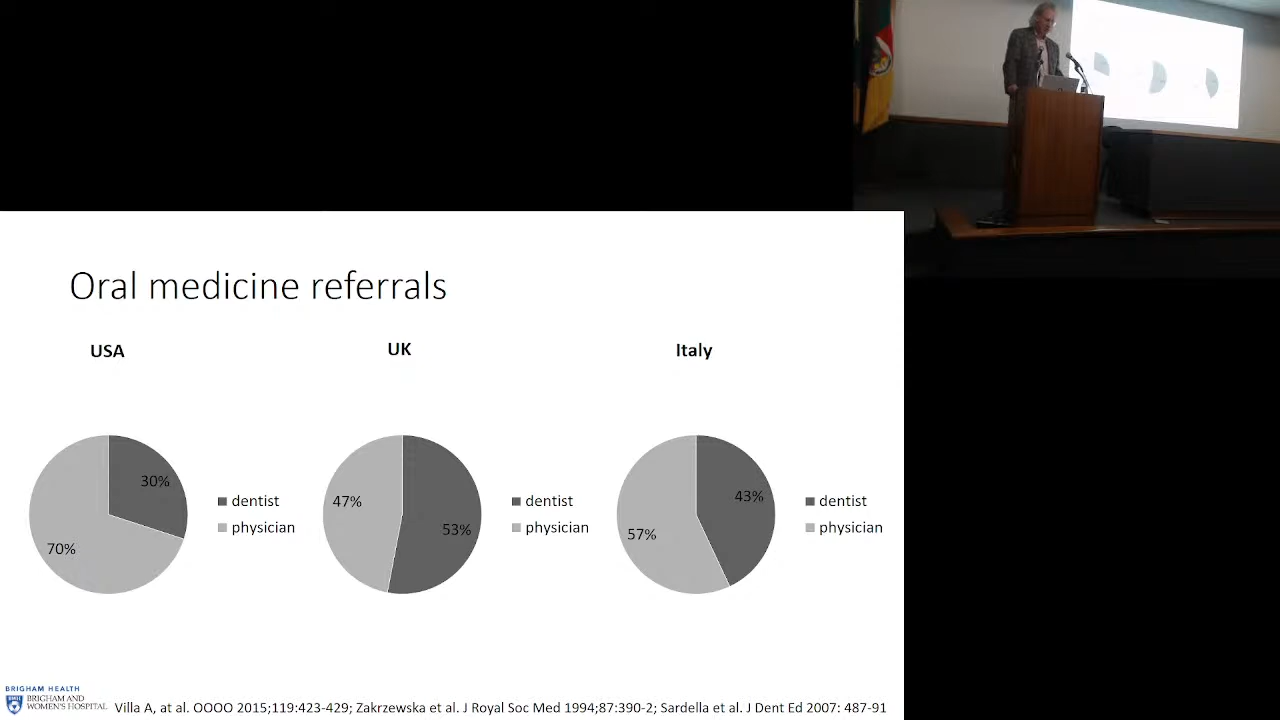 Oral medicine referrals
USA
UK
Italy
30%
70%
dentist
physician
47%
53%
dentist
physician
43%
57%
dentist
physician
BRIGHAM HEALTH
BRIGHAM AND
WOMEN'S HOSPITAL
Villa A, at al. OOOO 2015;119:423-429; Zakrzewska et al. J Royal Soc Med 1994;87:390-2; Sardella et al. J Dent Ed 2007: 487-91